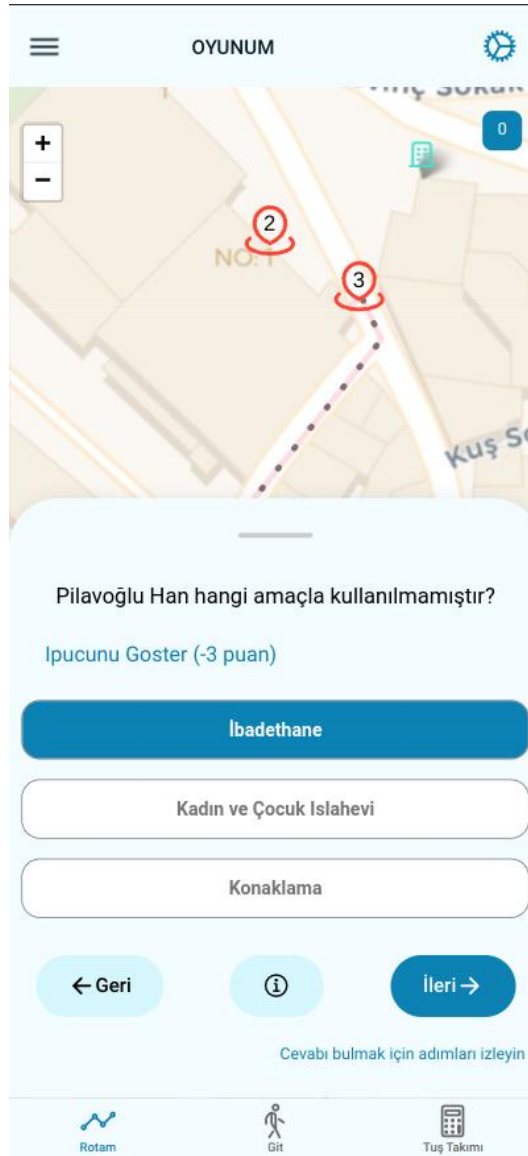 OYUNUM
0
+
−
2
NO:1
3
Kuş
Pilavoğlu Han hangi amaçla kullanılmamıştır?
Ipucunu Goster (-3 puan)
İbadethane
Kadın ve Çocuk Islahevi
Konaklama
← Geri
İleri →
Cevabı bulmak için adımları izleyin
Rotam
Git
Tuş Takımı